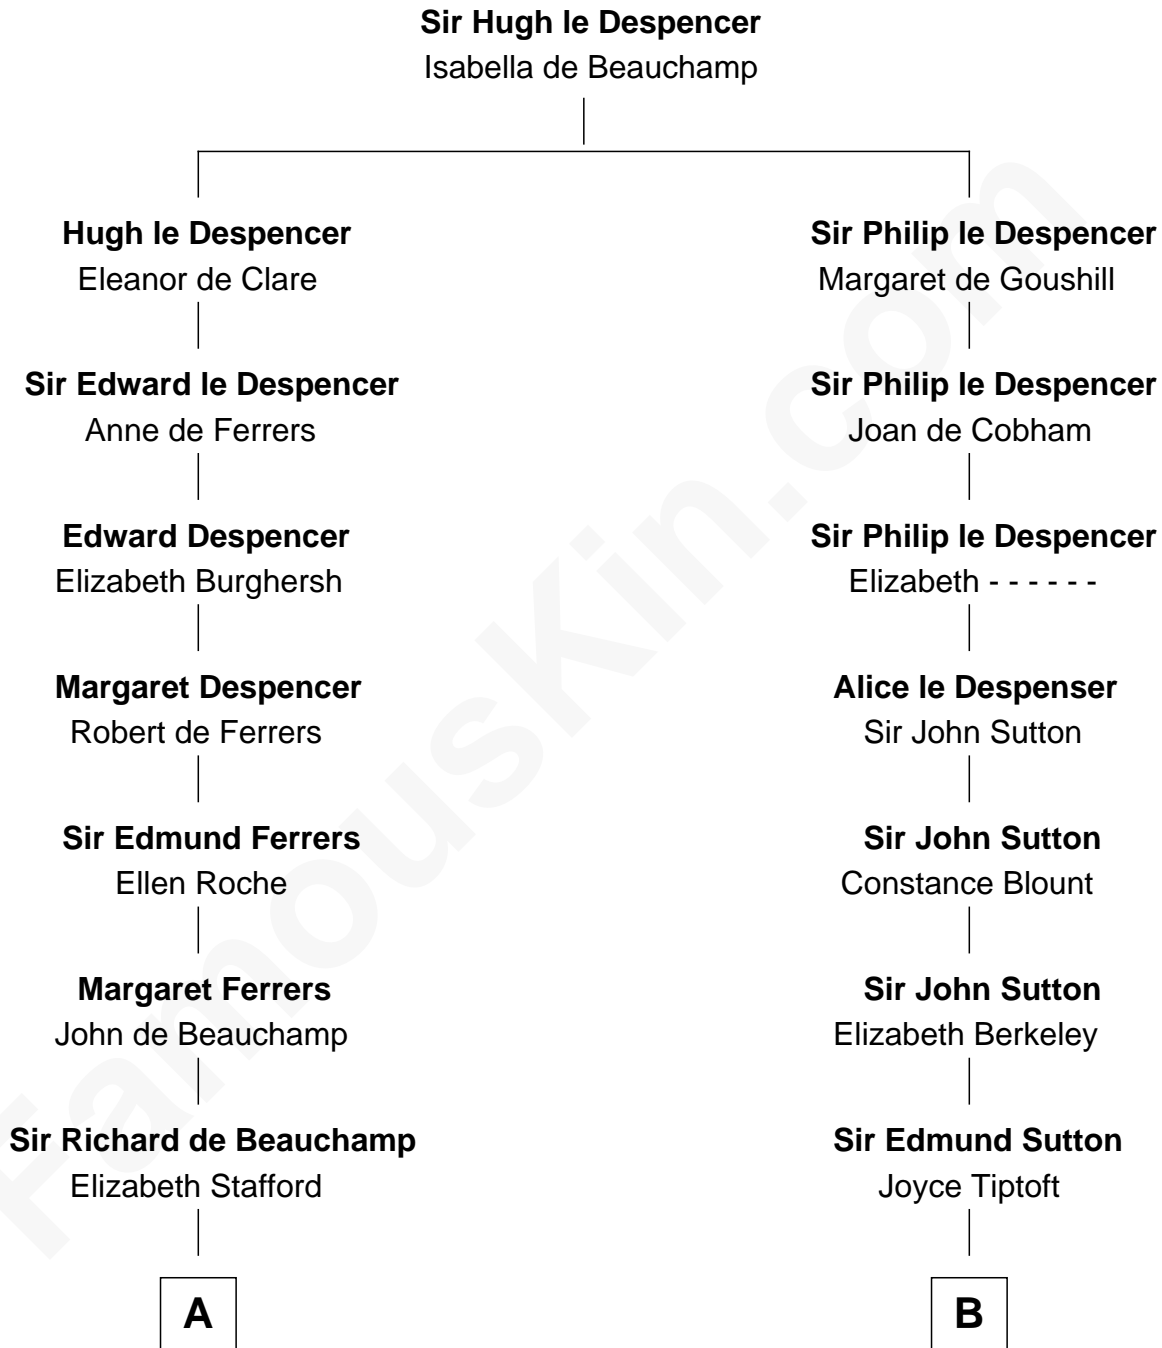 Sir Hugh le Despencer
Isabella de Beauchamp
Hugh le Despencer
Eleanor de Clare
Sir Philip le Despencer
Margaret de Goushill
Sir Edward le Despencer
Anne de Ferrers
Sir Philip le Despencer
Joan de Cobham
Edward Despencer
Elizabeth Burghersh
Sir Philip le Despencer
Elizabeth - - - - - -
Margaret Despencer
Robert de Ferrers
Alice le Despenser
Sir John Sutton
Sir Edmund Ferrers
Ellen Roche
Sir John Sutton
Constance Blount
Margaret Ferrers
John de Beauchamp
Sir John Sutton
Elizabeth Berkeley
Sir Richard de Beauchamp
Elizabeth Stafford
Sir Edmund Sutton
Joyce Tiptoft
A
B
FamousKin.com